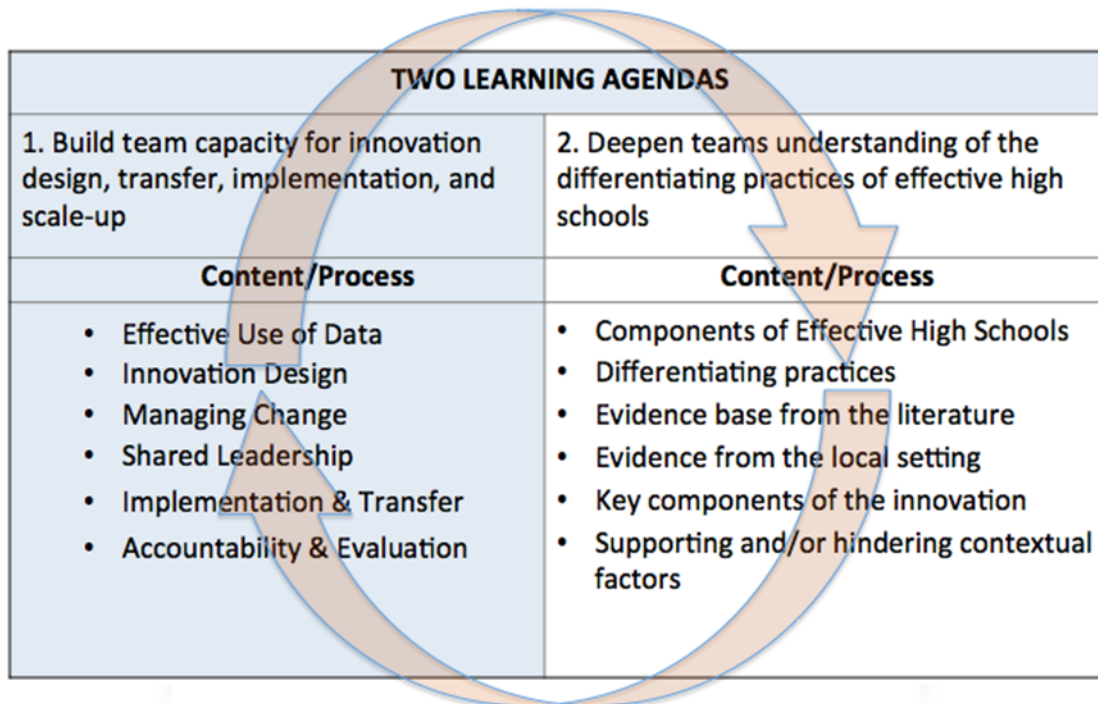 TWO LEARNING AGENDAS
1. Build team capacity for innovation
design, transfer, implementation, and
scale-up
2. Deepen teams understanding of the
differentiating practices of effective high
schools
Content/Process
• Effective Use of Data
• Innovation Design
• Managing Change
• Shared Leadership
• Implementation & Transfer
• Accountability & Evaluation
Content/Process
• Components of Effective High Schools
• Differentiating practices
• Evidence base from the literature
• Evidence from the local setting
• Key components of the innovation
• Supporting and/or hindering contextual
factors